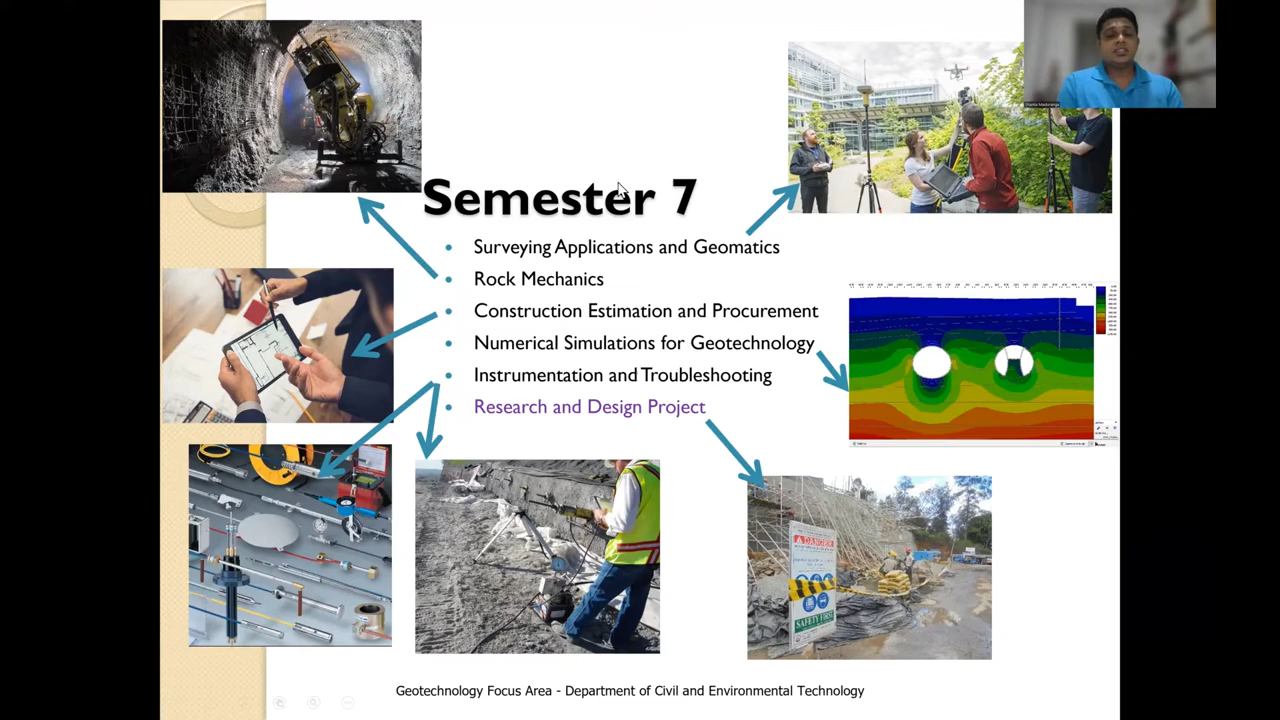 Semester 7
Surveying Applications and Geomatics
Rock Mechanics
Construction Estimation and Procurement
Numerical Simulations for Geotechnology
Instrumentation and Troubleshooting
Research and Design Project
DANGER
SAFETY FIRST
Geotechnology Focus Area - Department of Civil and Environmental Technology